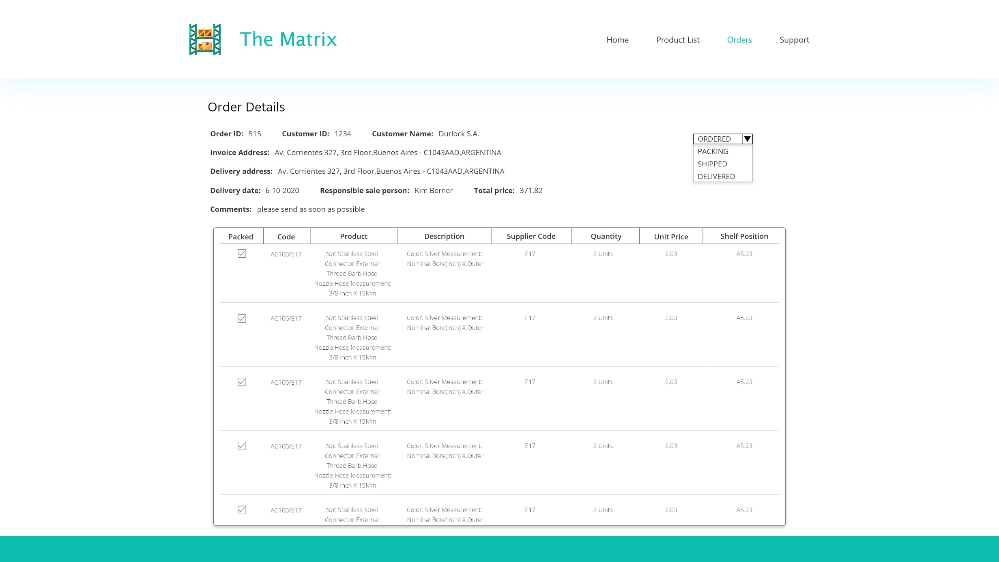 The Matrix
Home Product List Orders Support
Order Details
Order ID: 515 Customer ID: 1234 Customer Name: Durlock S.A.
Invoice Address: Av. Corrientes 327, 3rd Floor,Buenos Aires - C1043AAD,ARGENTINA
Delivery address: Av. Corrientes 327, 3rd Floor,Buenos Aires - C1043AAD,ARGENTINA
Delivery date: 6-10-2020 Responsible sale person: Kim Berner Total price: 371.82
Comments: please send as soon as possible
ORDERED
PACKING
SHIPPED
DELIVERED
Packed Code Product Description Supplier Code Quantity Unit Price Shelf Position
AC100/E17 Npt Stainless Steel Color: Silver Measurement: E17 2 Units 2.03 A5.23
Connector External Nominal Bore(inch) X Outer
Thread Barb Hose
Nozzle Hose Measurement:
3/8 Inch X 15Mm
AC100/E17 Npt Stainless Steel Color: Silver Measurement: E17 2 Units 2.03 A5.23
Connector External Nominal Bore(inch) X Outer
Thread Barb Hose
Nozzle Hose Measurement:
3/8 Inch X 15Mm
AC100/E17 Npt Stainless Steel Color: Silver Measurement: E17 2 Units 2.03 A5.23
Connector External Nominal Bore(inch) X Outer
Thread Barb Hose
Nozzle Hose Measurement:
3/8 Inch X 15Mm
AC100/E17 Npt Stainless Steel Color: Silver Measurement: E17 2 Units 2.03 A5.23
Connector External Nominal Bore(inch) X Outer
Thread Barb Hose
Nozzle Hose Measurement:
3/8 Inch X 15Mm
AC100/E17 Npt Stainless Steel Color: Silver Measurement: E17 2 Units 2.03 A5.23
Connector External Nominal Bore(inch) X Outer